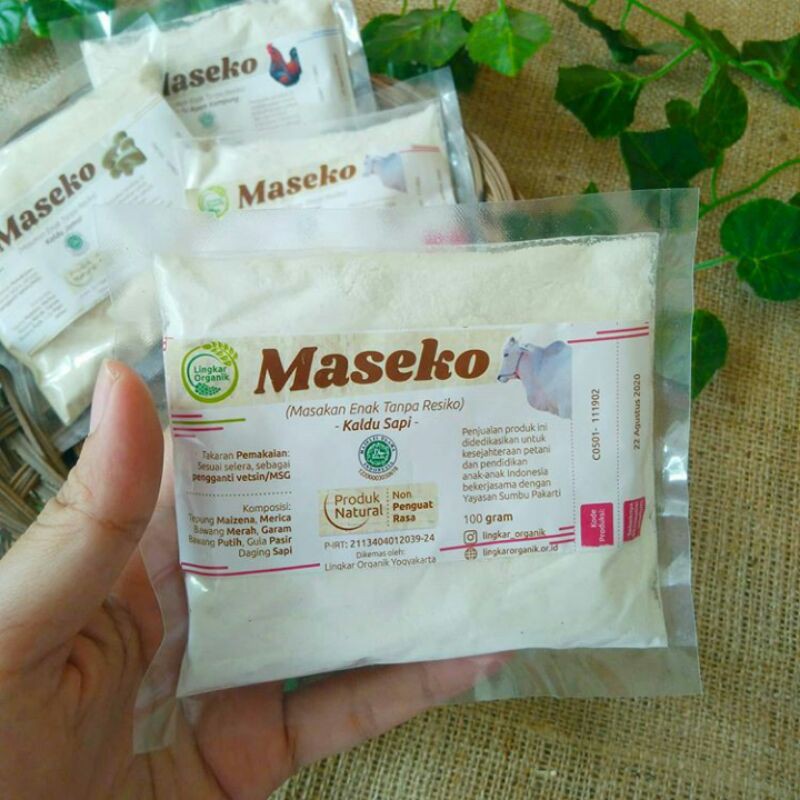 Maseko
Ayam Kampung
Maseko
Kaldu Jamur
Maseko
Lingkar
Organik
Maseko
(Masakan Enak Tanpa Resiko)
- Kaldu Sapi -
Takaran Pemakaian:
Sesuai selera, sebagai
pengganti vetsin/MSG
Komposisi:
Tepung Maizena, Merica
Bawang Merah, Garam
Bawang Putih, Gula Pasir
Daging Sapi
Produk
Natural
Non
Penguat
Rasa
P-IRT: 2113404012039-24
Dikemas oleh:
Lingkar Organik Yogyakarta
Penjualan produk ini
didedikasikan untuk
kesejahteraan petani
dan pendidikan
anak-anak Indonesia
bekerjasama dengan
Yayasan Sumbu Pakarti
100 gram
lingkar_organik
lingkarorganik.or.id
Kode
Produksi:
C0501- 111902
22 Agustus 2020